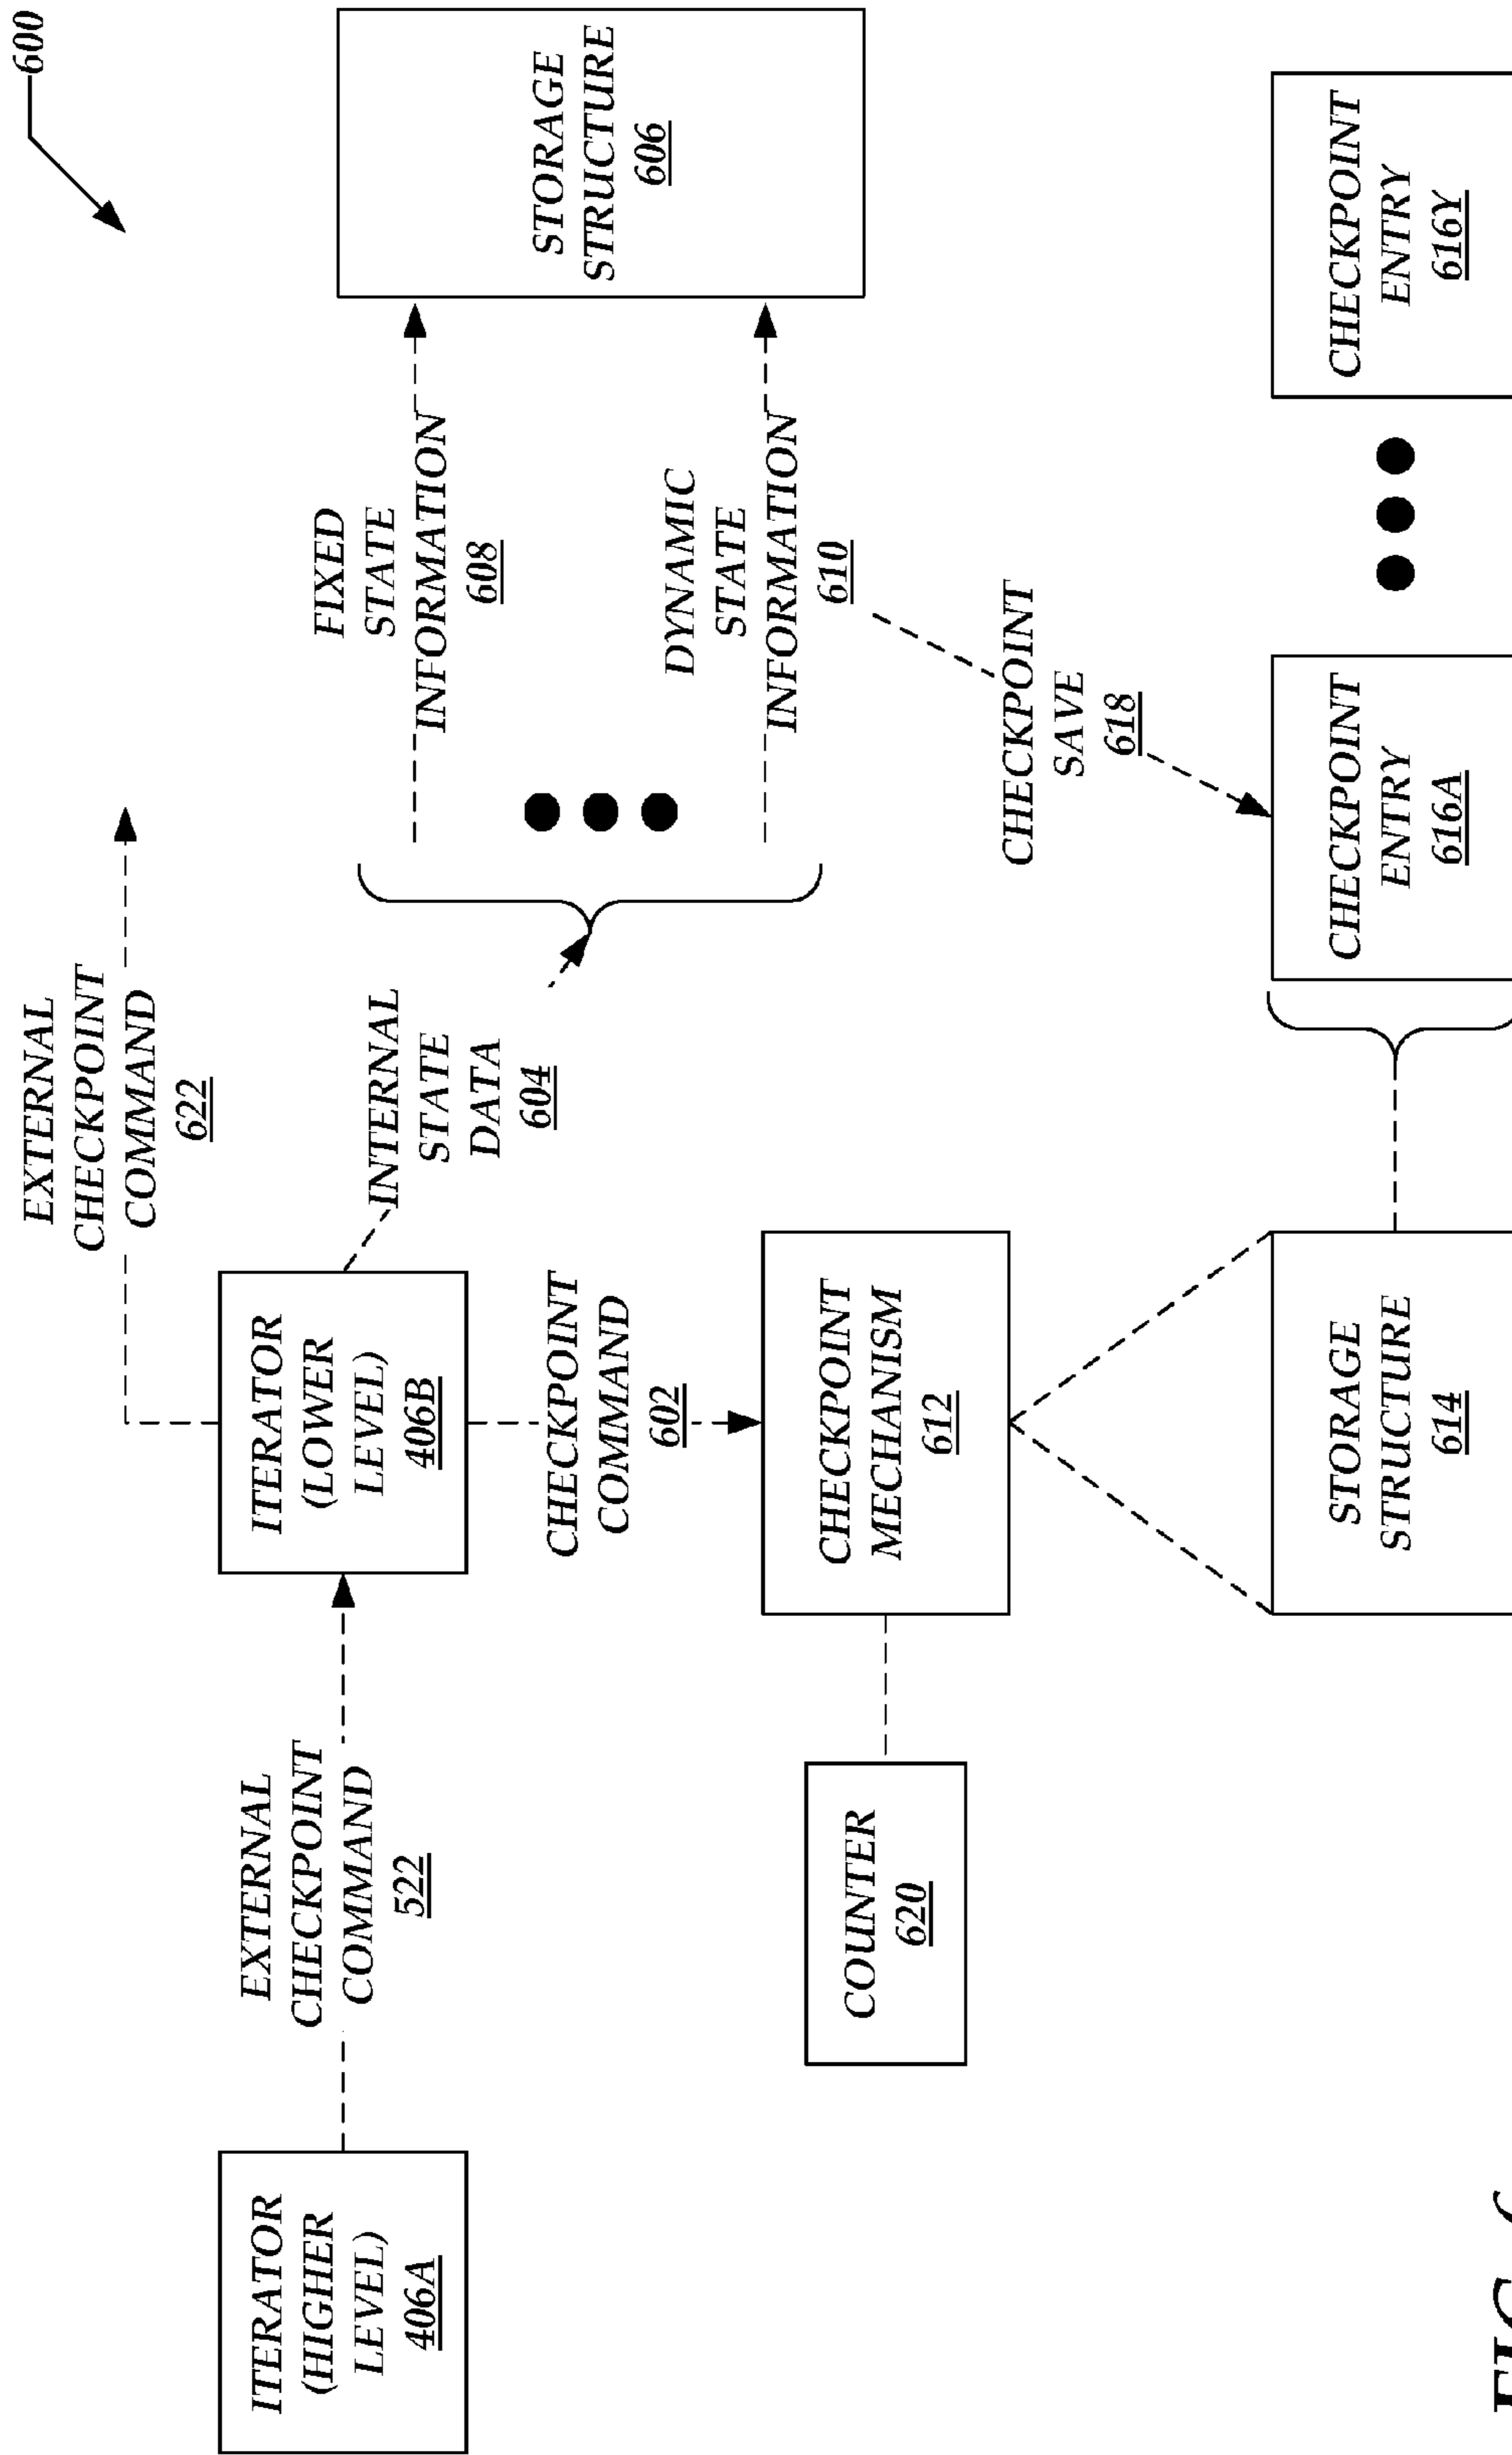 600
EXTERNAL
CHECKPOINT
COMMAND
622
ITERATOR
(HIGHER
LEVEL)
406A
EXTERNAL
CHECKPOINT
COMMAND
522
ITERATOR
(LOWER
LEVEL)
406B
INTERNAL
STATE
DATA
604
FIXED
STATE
INFORMATION
608
STORAGE
STRUCTURE
606
DYNAMIC
STATE
INFORMATION
610
CHECKPOINT
COMMAND
602
COUNTER
620
CHECKPOINT
MECHANISM
612
CHECKPOINT
SAVE
618
STORAGE
STRUCTURE
614
CHECKPOINT
ENTRY
616A
CHECKPOINT
ENTRY
616Y